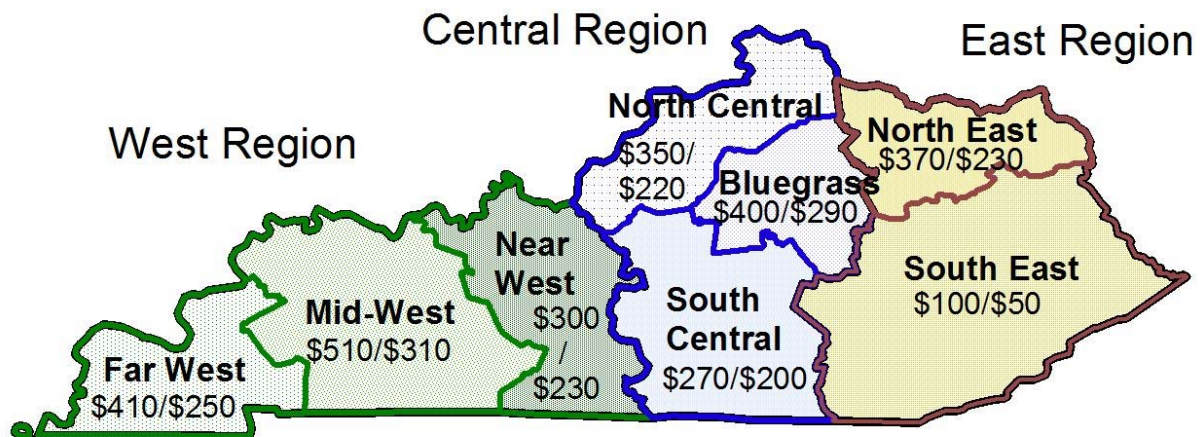 Central Region
East Region
West Region
North Central
$350/
$220
Bluegrass
$400/$290
North East
$370/$230
Near
West
$300
/
$230
South East
$100/$50
South
Central
$270/$200
Mid-West
$510/$310
Far West
$410/$250